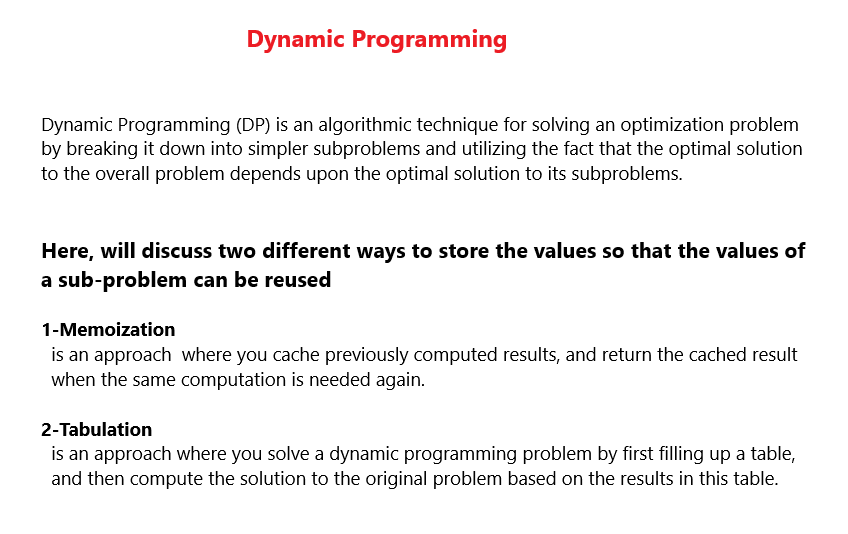 Dynamic Programming
Dynamic Programming (DP) is an algorithmic technique for solving an optimization problem
by breaking it down into simpler subproblems and utilizing the fact that the optimal solution
to the overall problem depends upon the optimal solution to its subproblems.
Here, will discuss two different ways to store the values so that the values of
a sub-problem can be reused
1-Memoization
is an approach  where you cache previously computed results, and return the cached result
when the same computation is needed again.
2-Tabulation
is an approach where you solve a dynamic programming problem by first filling up a table,
and then compute the solution to the original problem based on the results in this table.